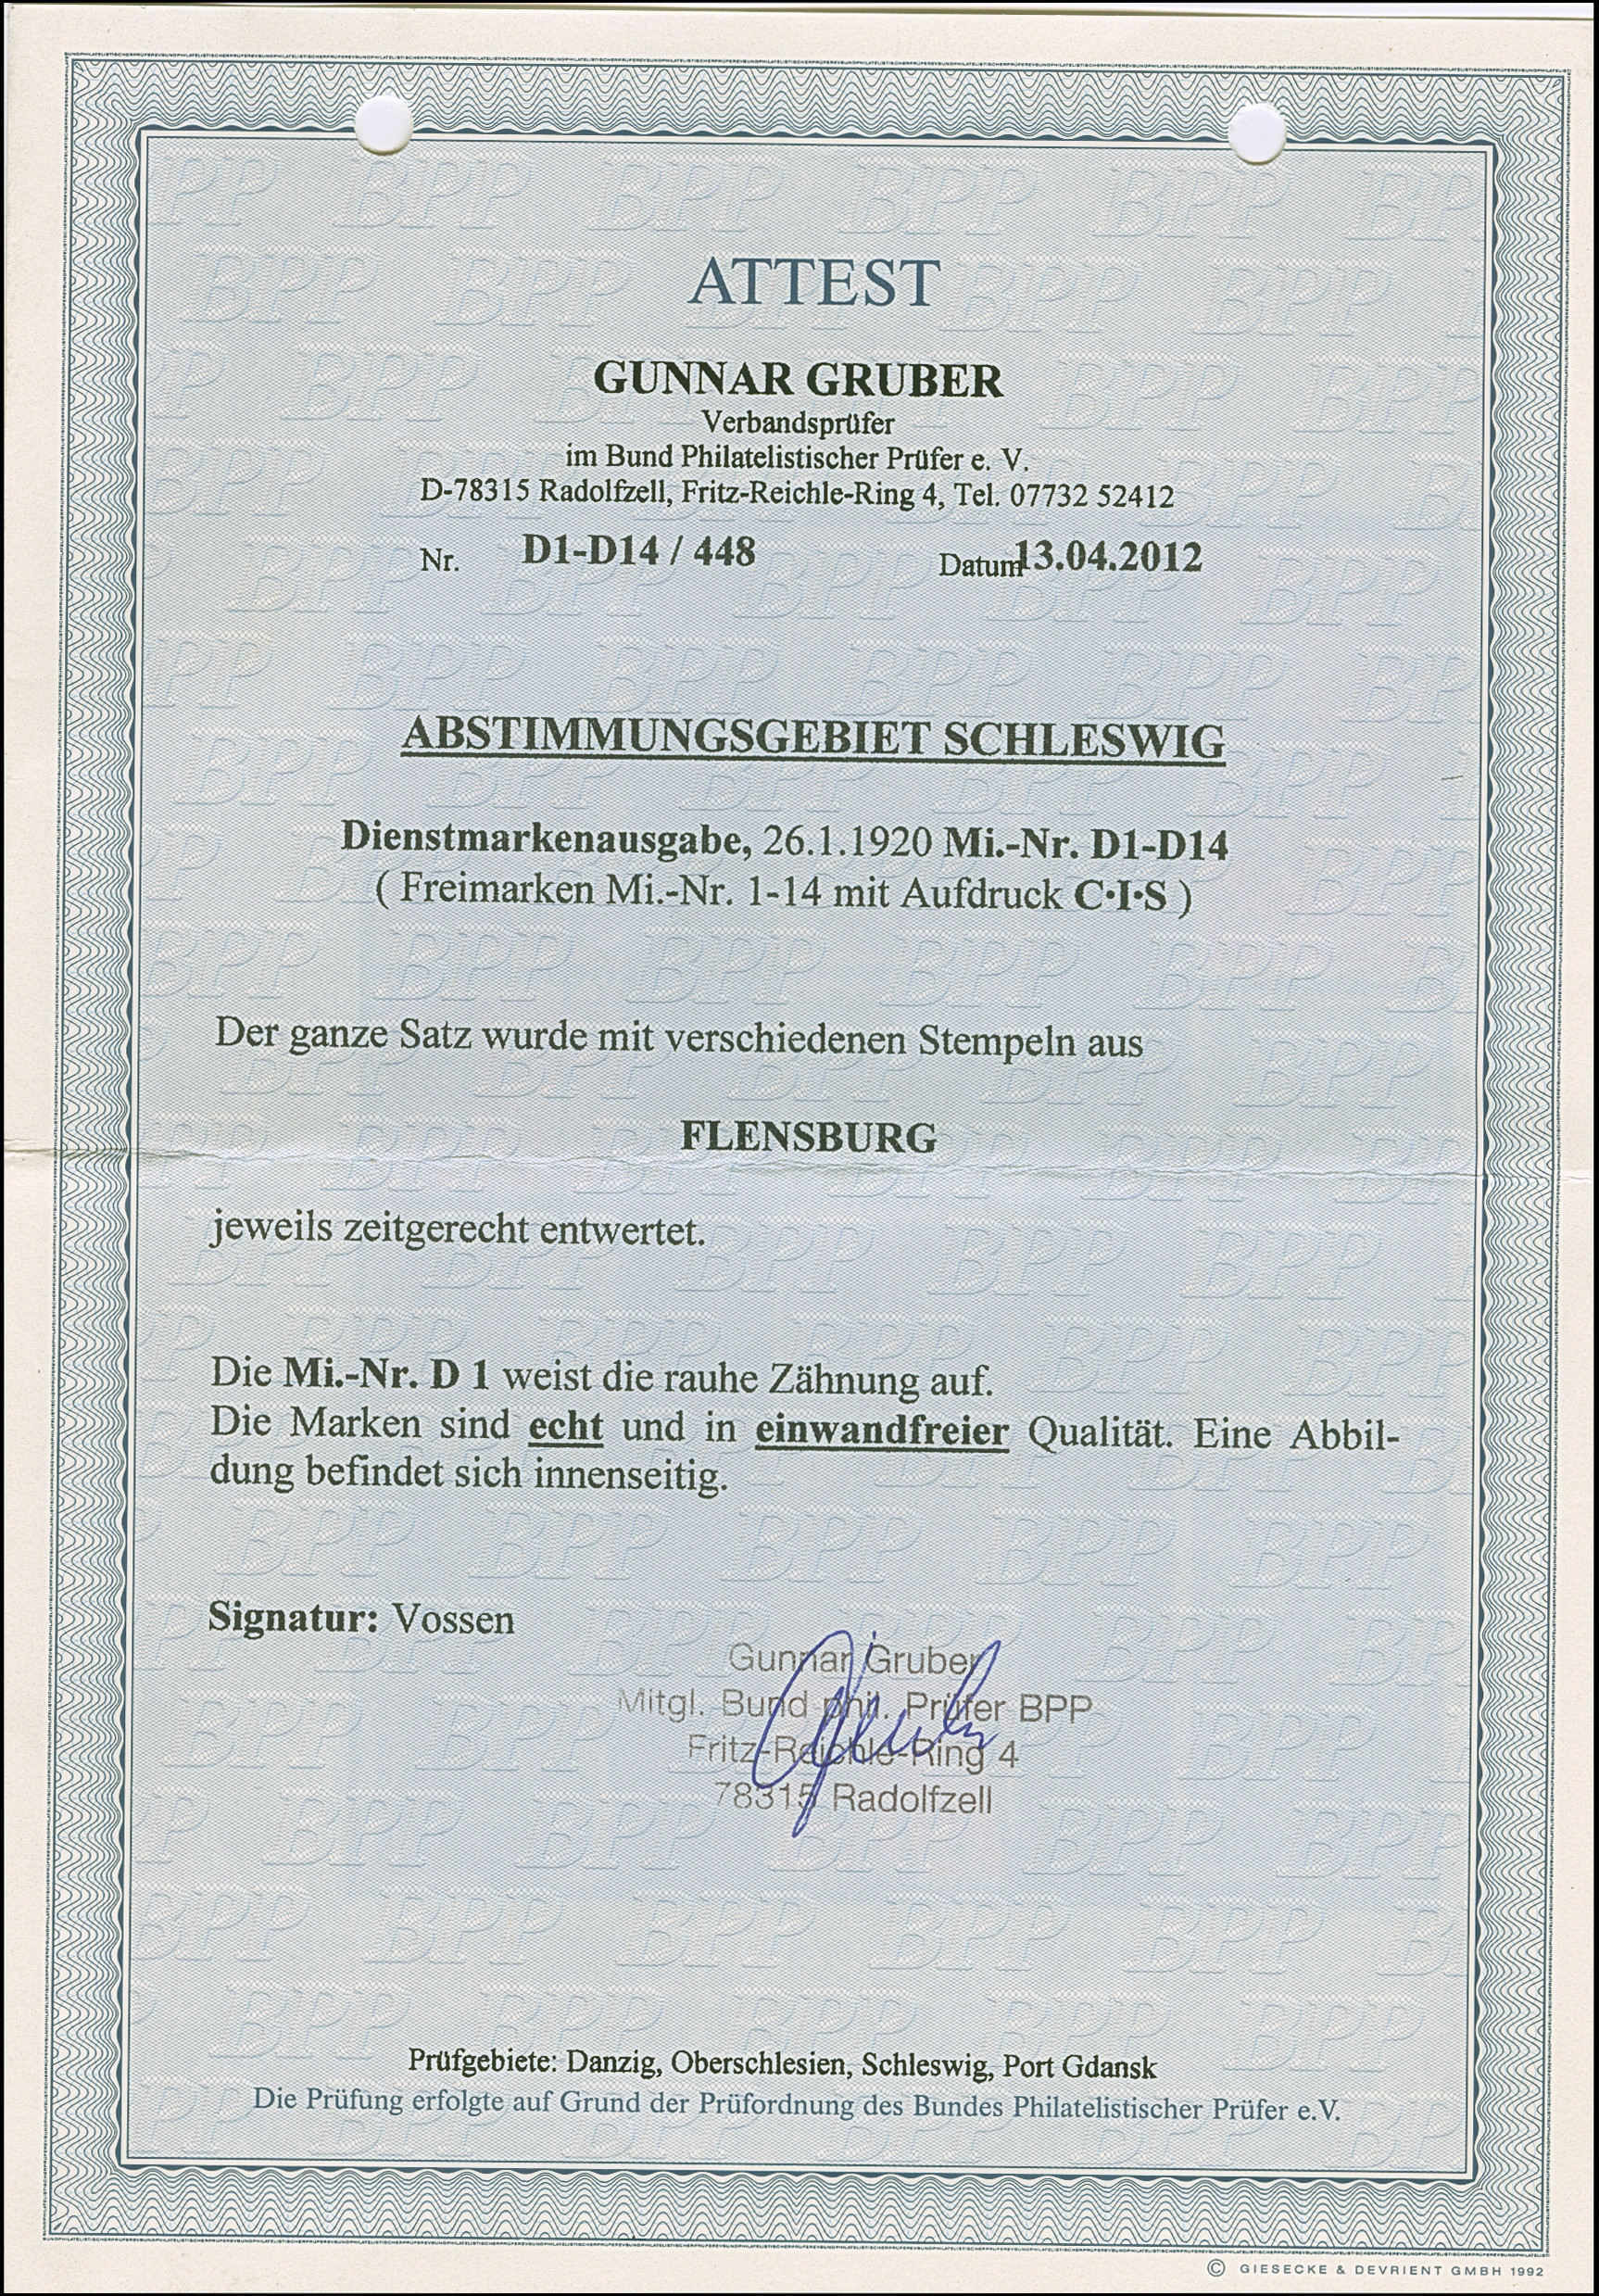 ATTEST
GUNNAR GRUBER
Verbandsprüfer
im Bund Philatelistischer Prüfer e. V.
D-78315 Radolfzell, Fritz-Reichle-Ring 4, Tel. 07732 52412
Nr. D1-D14 / 448 Datum 13.04.2012
ABSTIMMUNGSGEBIET SCHLESWIG
Dienstmarkenausgabe, 26.1.1920 Mi.-Nr. D1-D14
( Freimarken Mi.-Nr. 1-14 mit Aufdruck C·I·S )
Der ganze Satz wurde mit verschiedenen Stempeln aus
FLENSBURG
jeweils zeitgerecht entwertet.
Die Mi.-Nr. D 1 weist die rauhe Zähnung auf.
Die Marken sind echt und in einwandfreier Qualität. Eine Abbil-
dung befindet sich innenseitig.
Signatur: Vossen
Gunnar Gruber
Mitgl. Bund phil. Prüfer BPP
Fritz-Reichle-Ring 4
78315 Radolfzell
Prüfgebiete: Danzig, Oberschlesien, Schleswig, Port Gdansk
Die Prüfung erfolgte auf Grund der Prüfordnung des Bundes Philatelistischer Prüfer e.V.
© GIESECKE & DEVRIENT GMBH 1992